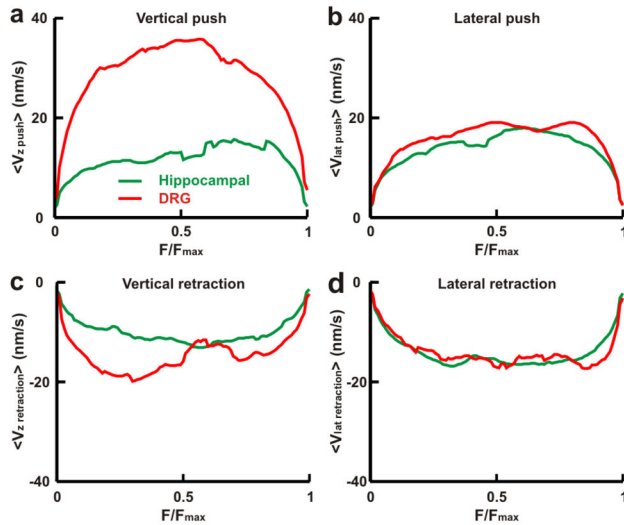 a
Vertical push
<Vz push> (nm/s)
40
20
0
Hippocampal
DRG
0
0.5
1
F/Fmax
b
Lateral push
<Vlat push> (nm/s)
40
20
0
0
0.5
1
F/Fmax
c
Vertical retraction
<Vz retraction> (nm/s)
0
-20
-40
0
0.5
1
F/Fmax
d
Lateral retraction
<Vlat retraction> (nm/s)
0
-20
-40
0
0.5
1
F/Fmax